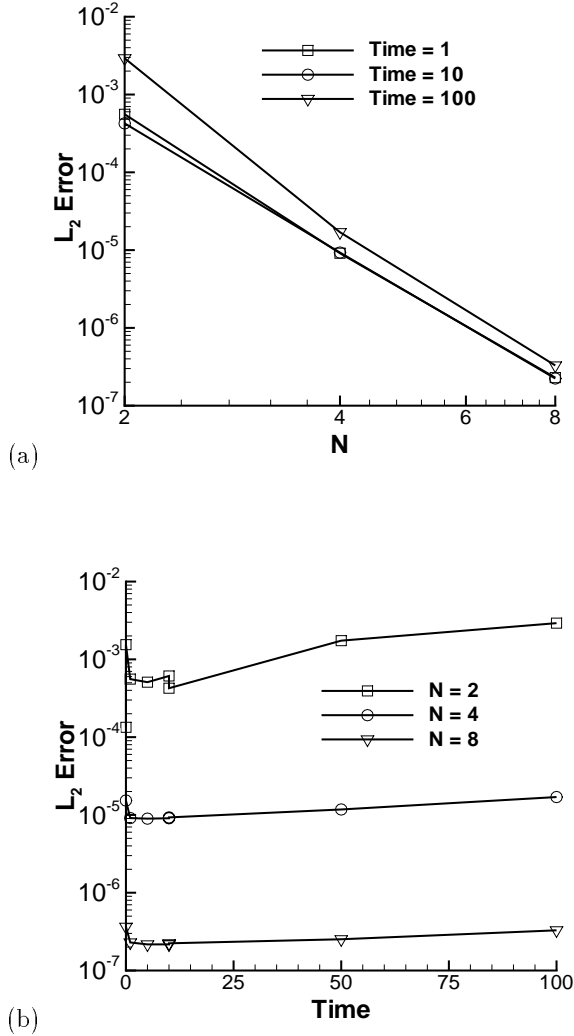 10-2
10-3
10-4
10-5
10-6
10-7
L2 Error
Time = 1
Time = 10
Time = 100
2 4 6 8
N
(a)
10-2
10-3
10-4
10-5
10-6
10-7
L2 Error
N = 2
N = 4
N = 8
0 25 50 75 100
Time
(b)